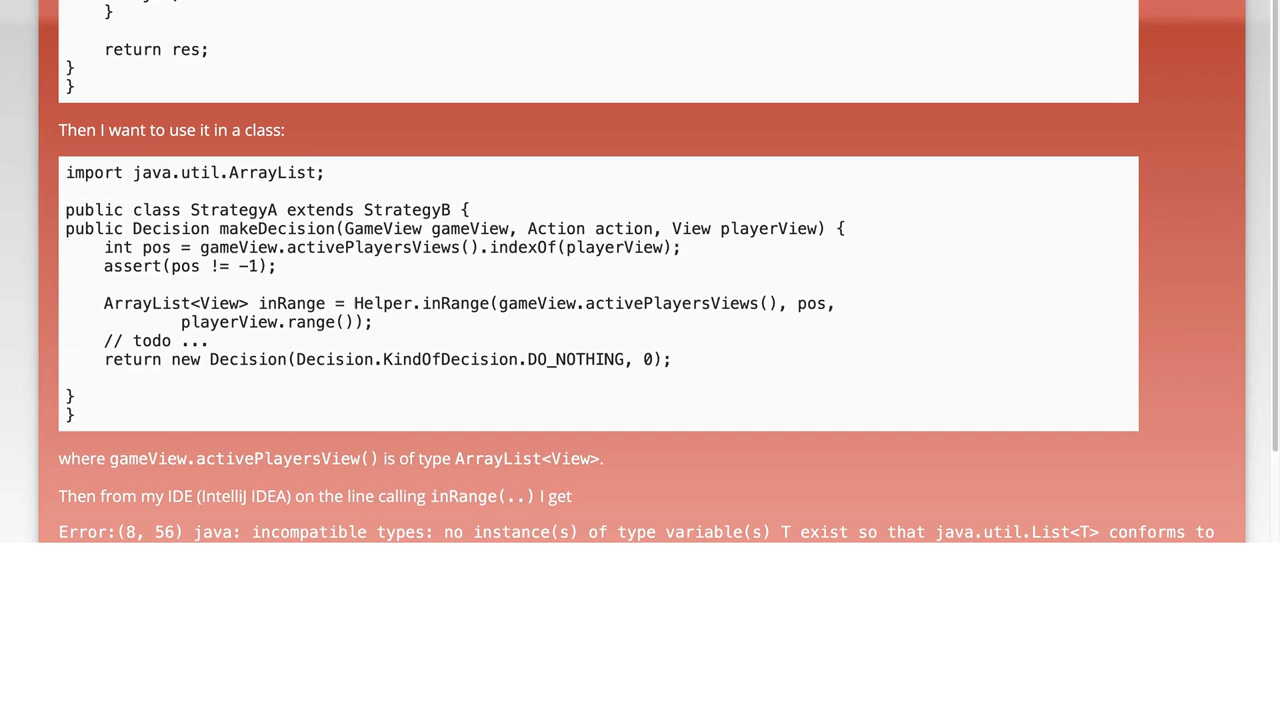 }
return res;
}
}
Then I want to use it in a class:
import java.util.ArrayList;
public class StrategyA extends StrategyB {
public Decision makeDecision(GameView gameView, Action action, View playerView) {
int pos = gameView.activePlayersViews().indexOf(playerView);
assert(pos != -1);
ArrayList<View> inRange = Helper.inRange(gameView.activePlayersViews(), pos,
playerView.range());
// todo ...
return new Decision(Decision.KindOfDecision.DO_NOTHING, 0);
}
}
where gameView.activePlayersView() is of type ArrayList<View>.
Then from my IDE (IntelliJ IDEA) on the line calling inRange(..) I get
Error:(8, 56) java: incompatible types: no instance(s) of type variable(s) T exist so that java.util.List<T> conforms to